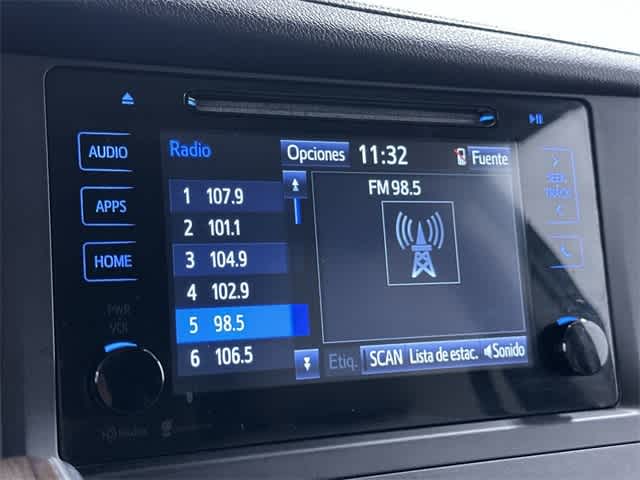 AUDIO
APPS
HOME
PWR
VOL
Radio
Opciones 11:32 Fuente
1 107.9
2 101.1
3 104.9
4 102.9
5 98.5
6 106.5
FM 98.5
Etiq. SCAN Lista de estac. Sonido
SEEK
TRACK
HD Radio